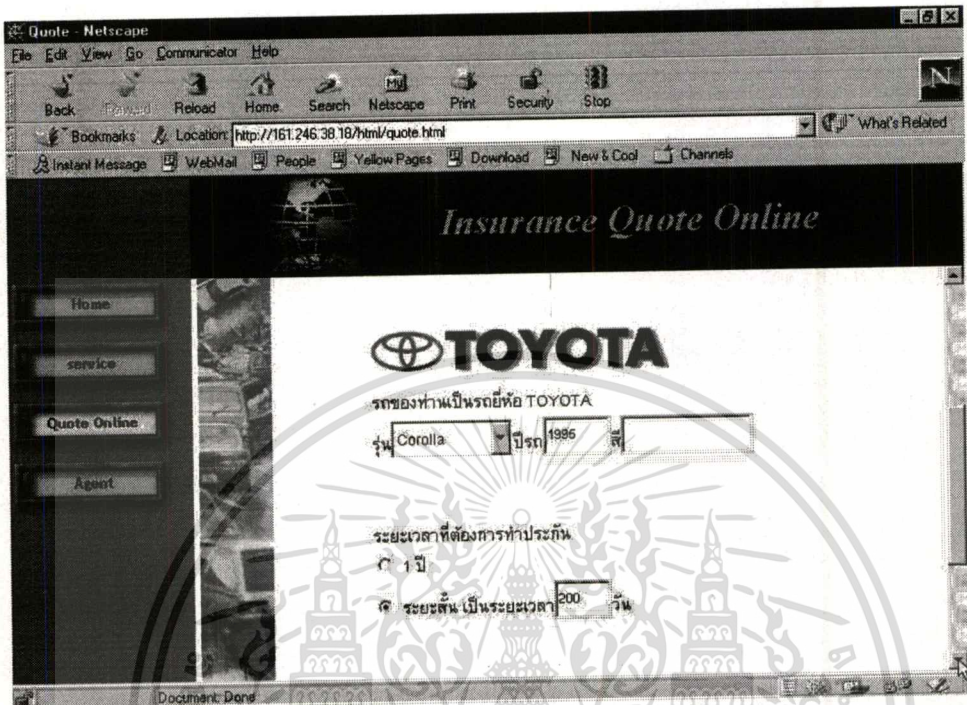 Quote - Netscape
File Edit View Go Communicator Help
Back Forward Reload Home Search Netscape Print Security Stop
My
N
Bookmarks Location: http://161.246.38.18/html/quote.html What's Related
Instant Message WebMail People Yellow Pages Download New & Cool Channels
Insurance Quote Online
Home
service
Quote Online
Agent
TOYOTA
รถของท่านเป็นรถยี่ห้อ TOYOTA
รุ่น Corolla ปีรถ 1996 สี
ระยะเวลาที่ต้องการทำประกัน
1 ปี
ระยะสั้น เป็นระยะเวลา 200 วัน
Document: Done